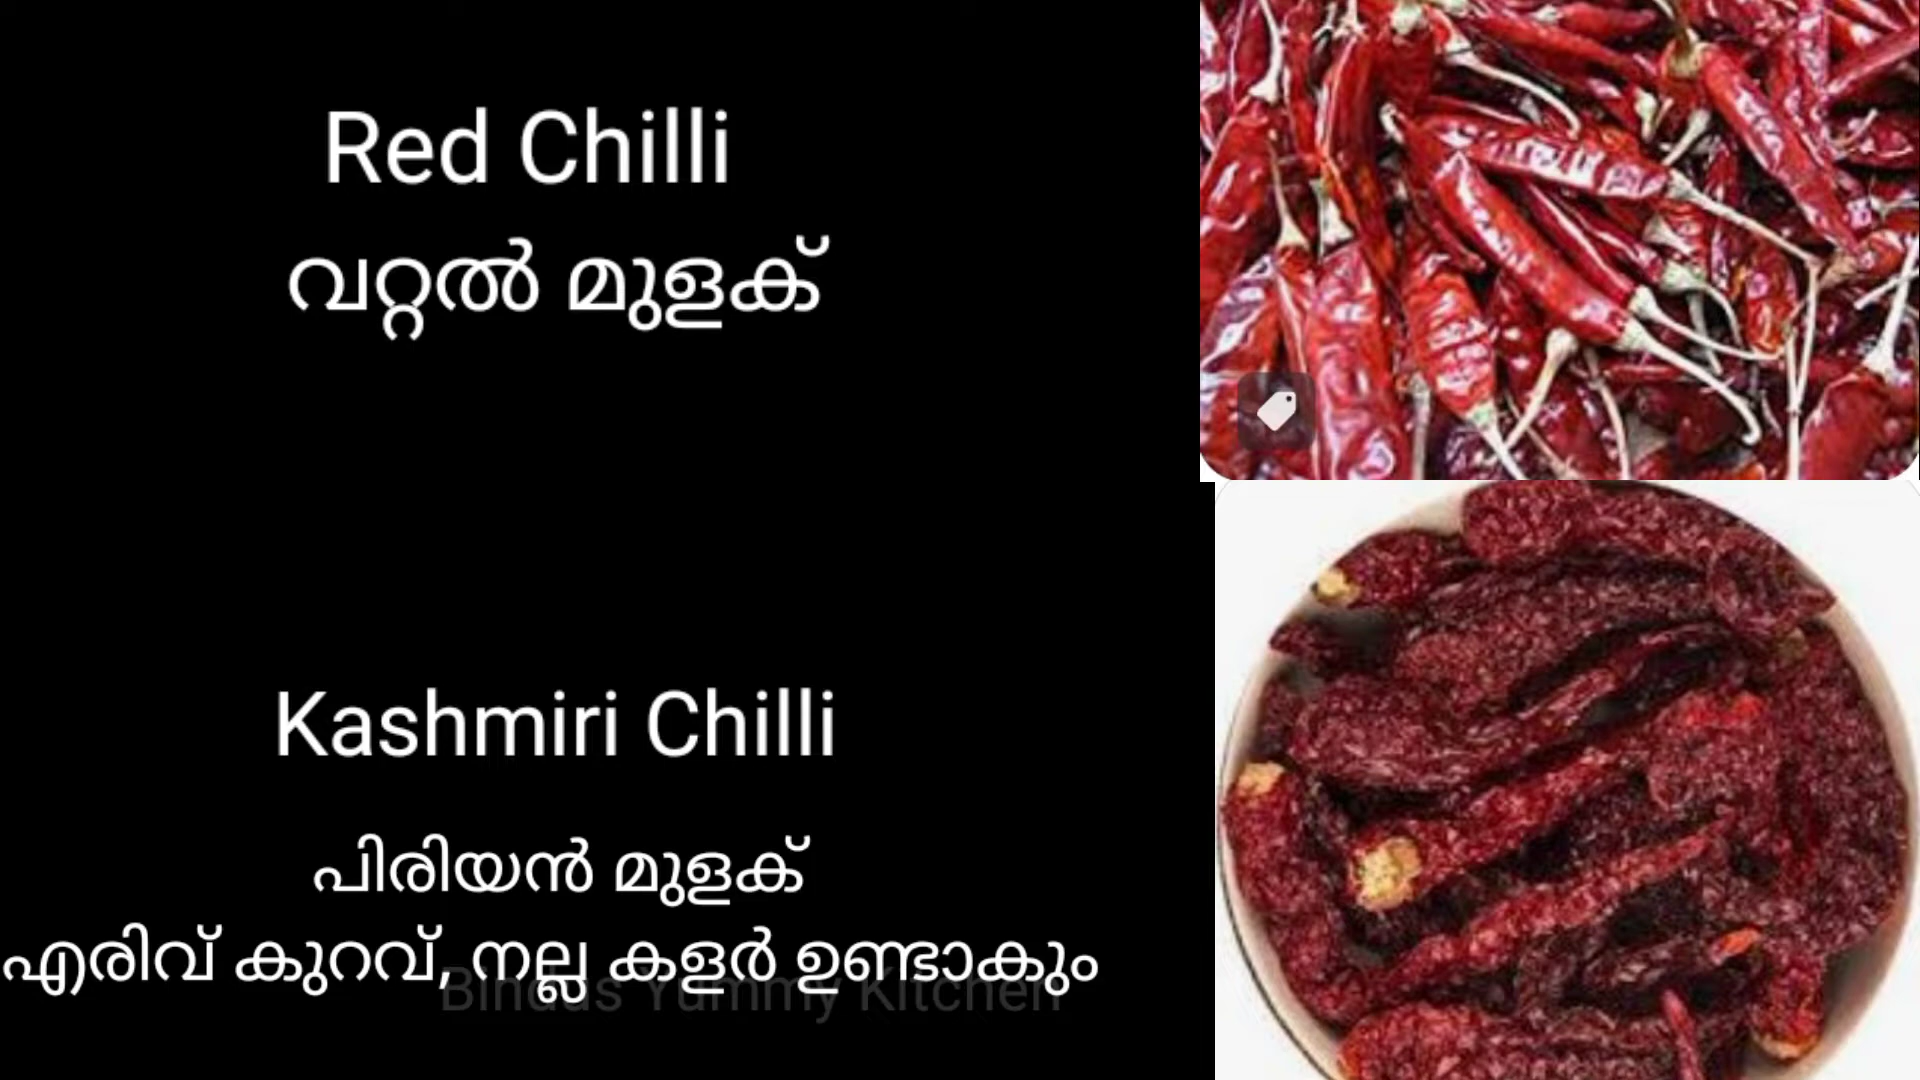 Red Chilli
വറ്റൽ മുളക്
Kashmiri Chilli
പിരിയൻ മുളക്
എരിവ് കുറവ്, നല്ല കളർ ഉണ്ടാകും
Bindus Yummy Kitchen